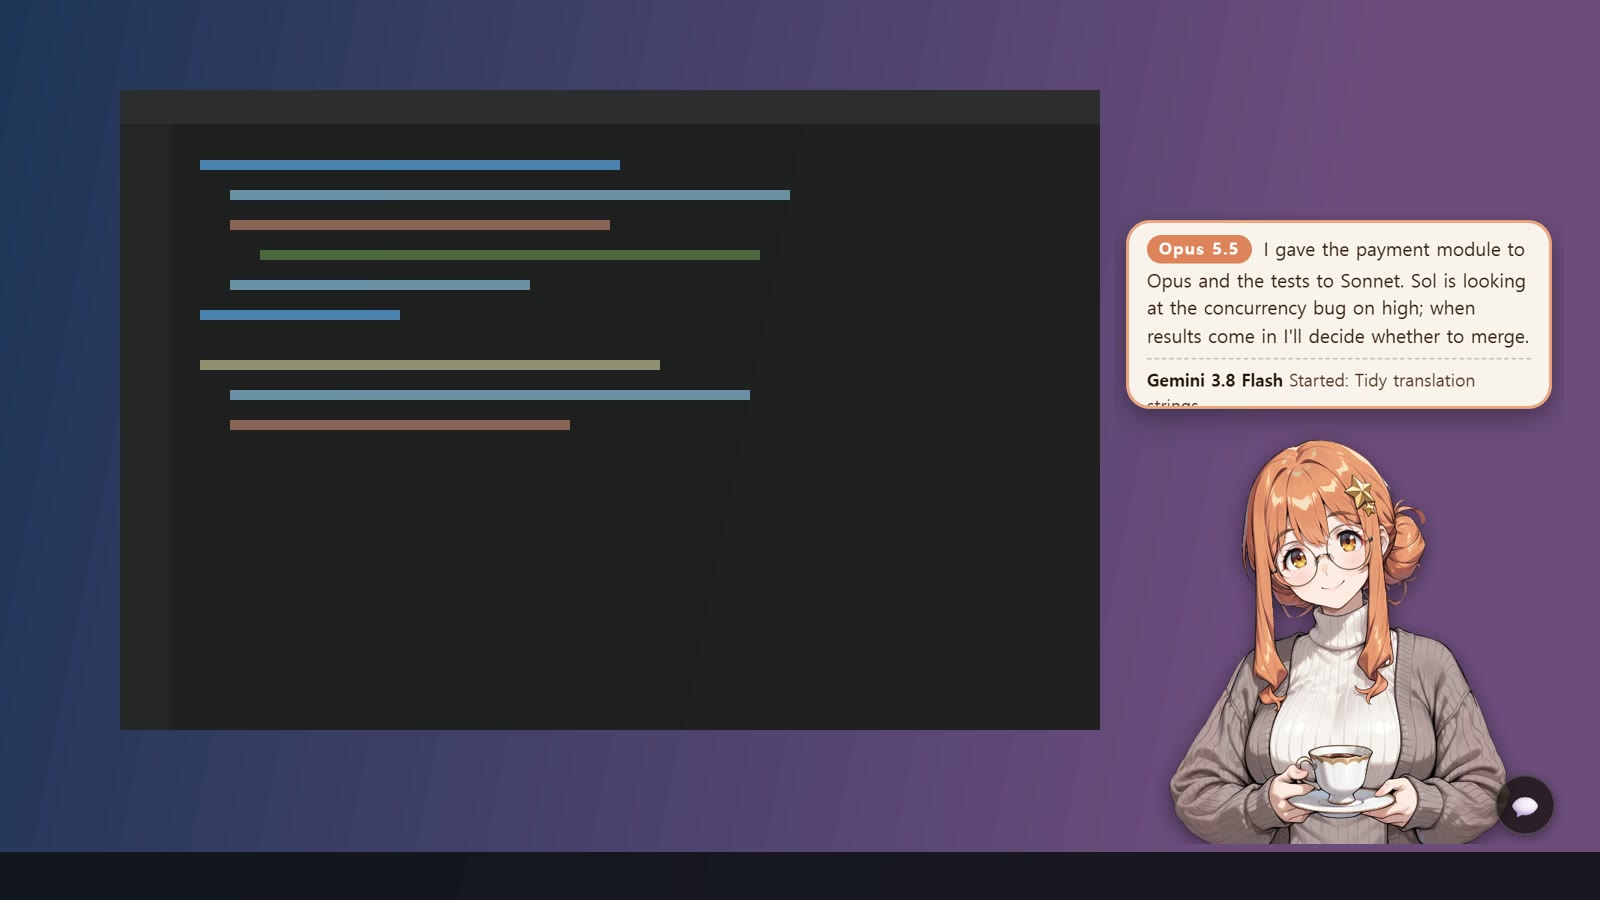 Opus 5.5 I gave the payment module to
Opus and the tests to Sonnet. Sol is looking
at the concurrency bug on high; when
results come in I'll decide whether to merge.
Gemini 3.8 Flash Started: Tidy translation
strings